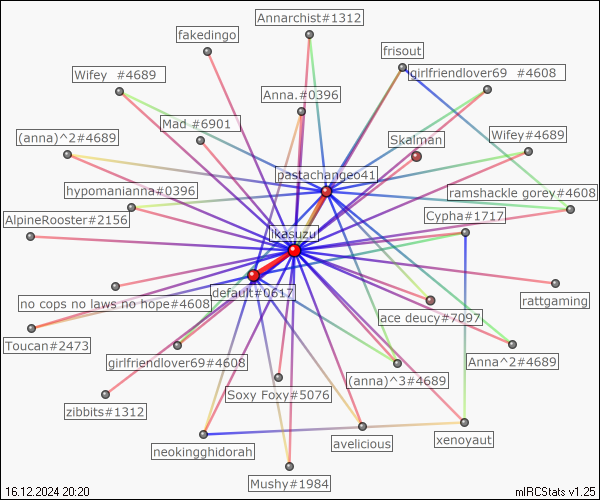 Annarchist#1312
fakedingo
frisout
Wifey  #4689
girlfriendlover69  #4608
Anna.#0396
Mad #6901
(anna)^2#4689
Skalman
Wifey#4689
pastachangeo41
hypomanianna#0396
ramshackle gorey#4608
AlpineRooster#2156
Cypha#1717
ikasuzu
default#0617
no cops no laws no hope#4608
rattgaming
ace deucy#7097
Toucan#2473
girlfriendlover69#4608
Anna^2#4689
(anna)^3#4689
Soxy Foxy#5076
zibbits#1312
xenoyaut
avelicious
neokingghidorah
Mushy#1984
16.12.2024 20:20
mIRCStats v1.25